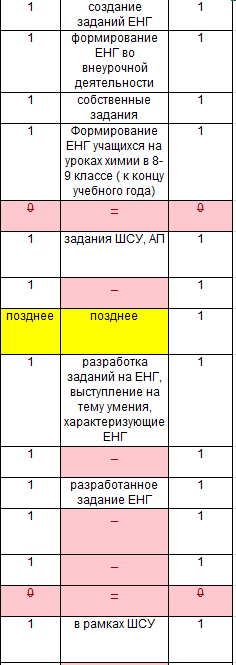 1 создание 1
заданий ЕНГ
1 формирование 1
ЕНГ во
внеурочной
деятельности
1 собственные 1
задания
1 Формирование 1
ЕНГ учащихся на
уроках химии в 8-
9 классе ( к концу
учебного года)
0 – 0
1 задания ШСУ, АП 1
1 – 1
позднее позднее 1
1 разработка 1
заданий на ЕНГ,
выступление на
тему умения,
характеризующие
ЕНГ
1 – 1
1 разработанное 1
задание ЕНГ
1 – 1
1 – 1
0 – 0
1 в рамках ШСУ 1